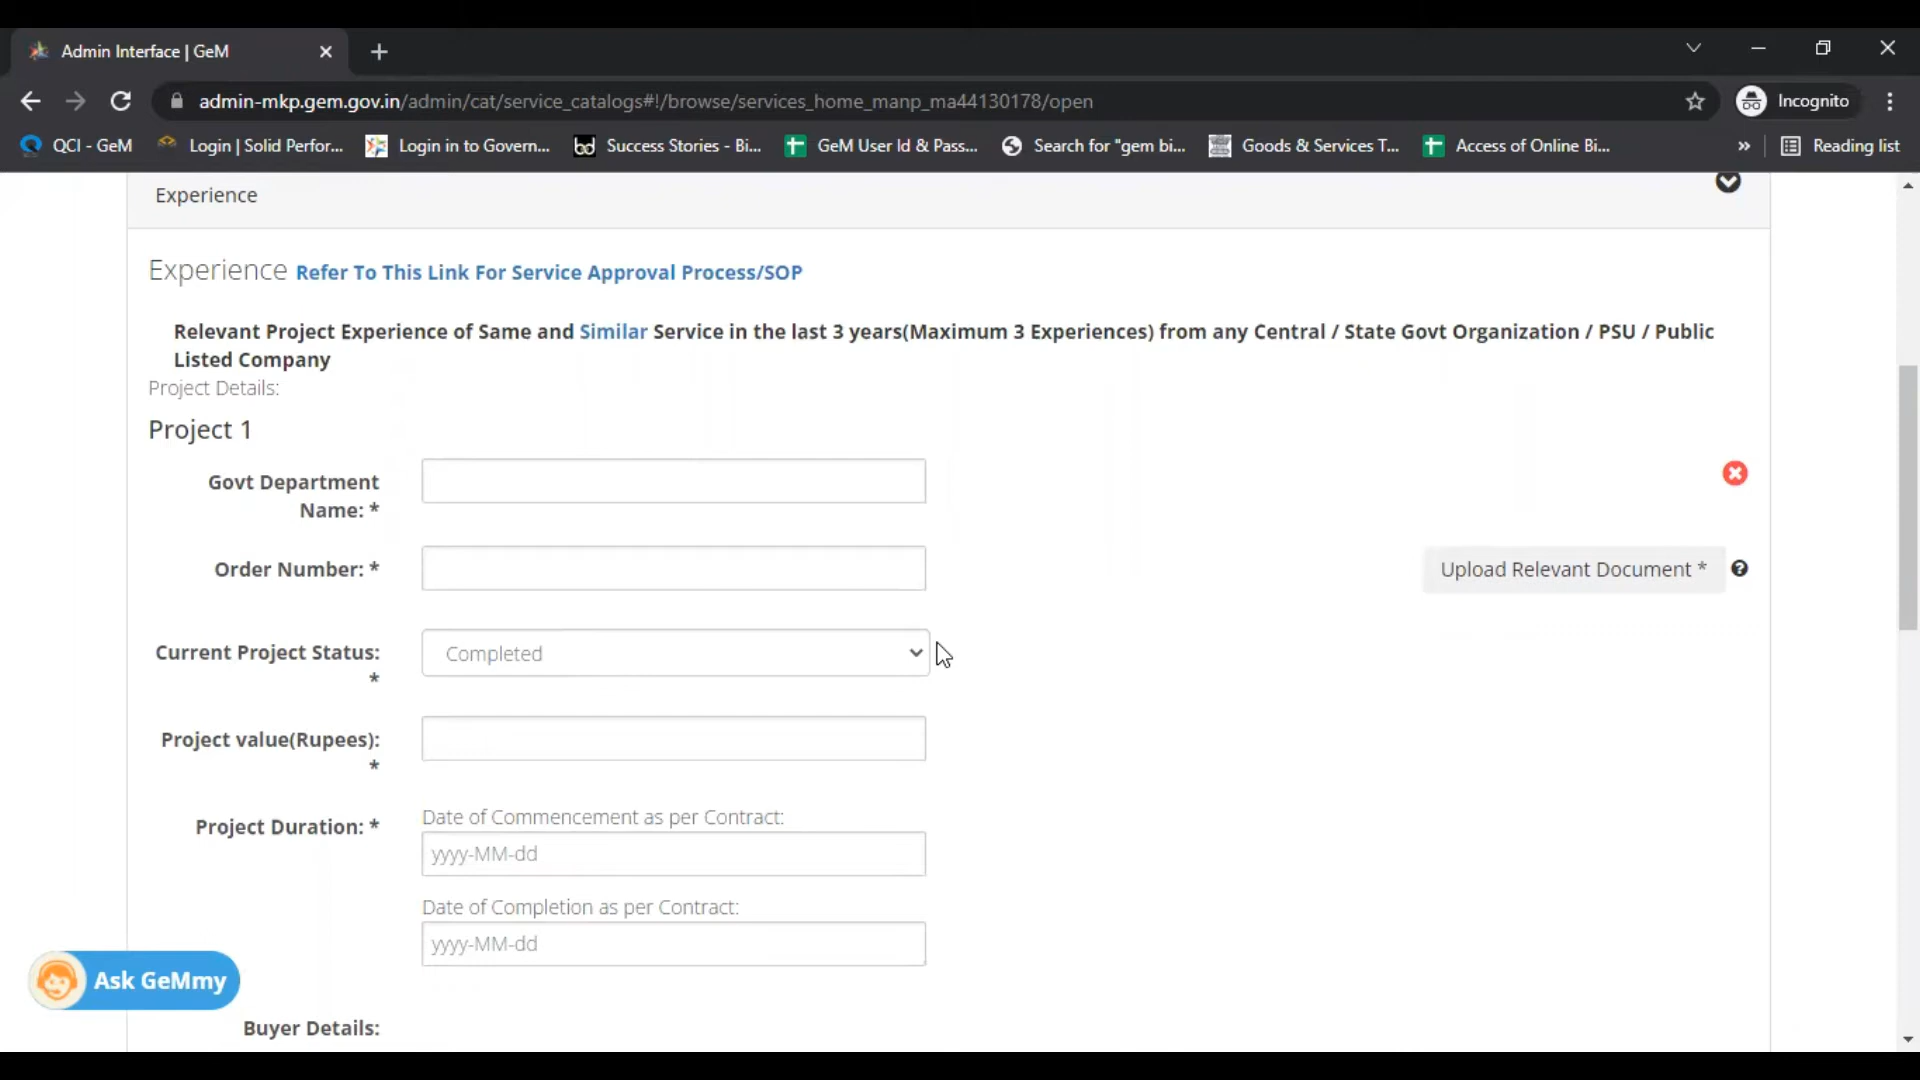 Admin Interface | GeM
admin-mkp.gem.gov.in/admin/cat/service_catalogs#!/browse/services_home_manp_ma44130178/open
Incognito
QCI - GeM
Login | Solid Perfor...
Login in to Govern...
bd
Success Stories - Bi...
GeM User Id & Pass...
Search for "gem bi...
Goods & Services T...
Access of Online Bi...
»
Reading list
Experience
Experience Refer To This Link For Service Approval Process/SOP
Relevant Project Experience of Same and Similar Service in the last 3 years(Maximum 3 Experiences) from any Central / State Govt Organization / PSU / Public
Listed Company
Project Details:
Project 1
Govt Department
Name: *
Order Number: *
Upload Relevant Document *
Current Project Status:
*
Completed
Project value(Rupees):
*
Project Duration: *
Date of Commencement as per Contract:
yyyy-MM-dd
Date of Completion as per Contract:
yyyy-MM-dd
Ask GeMmy
Buyer Details: